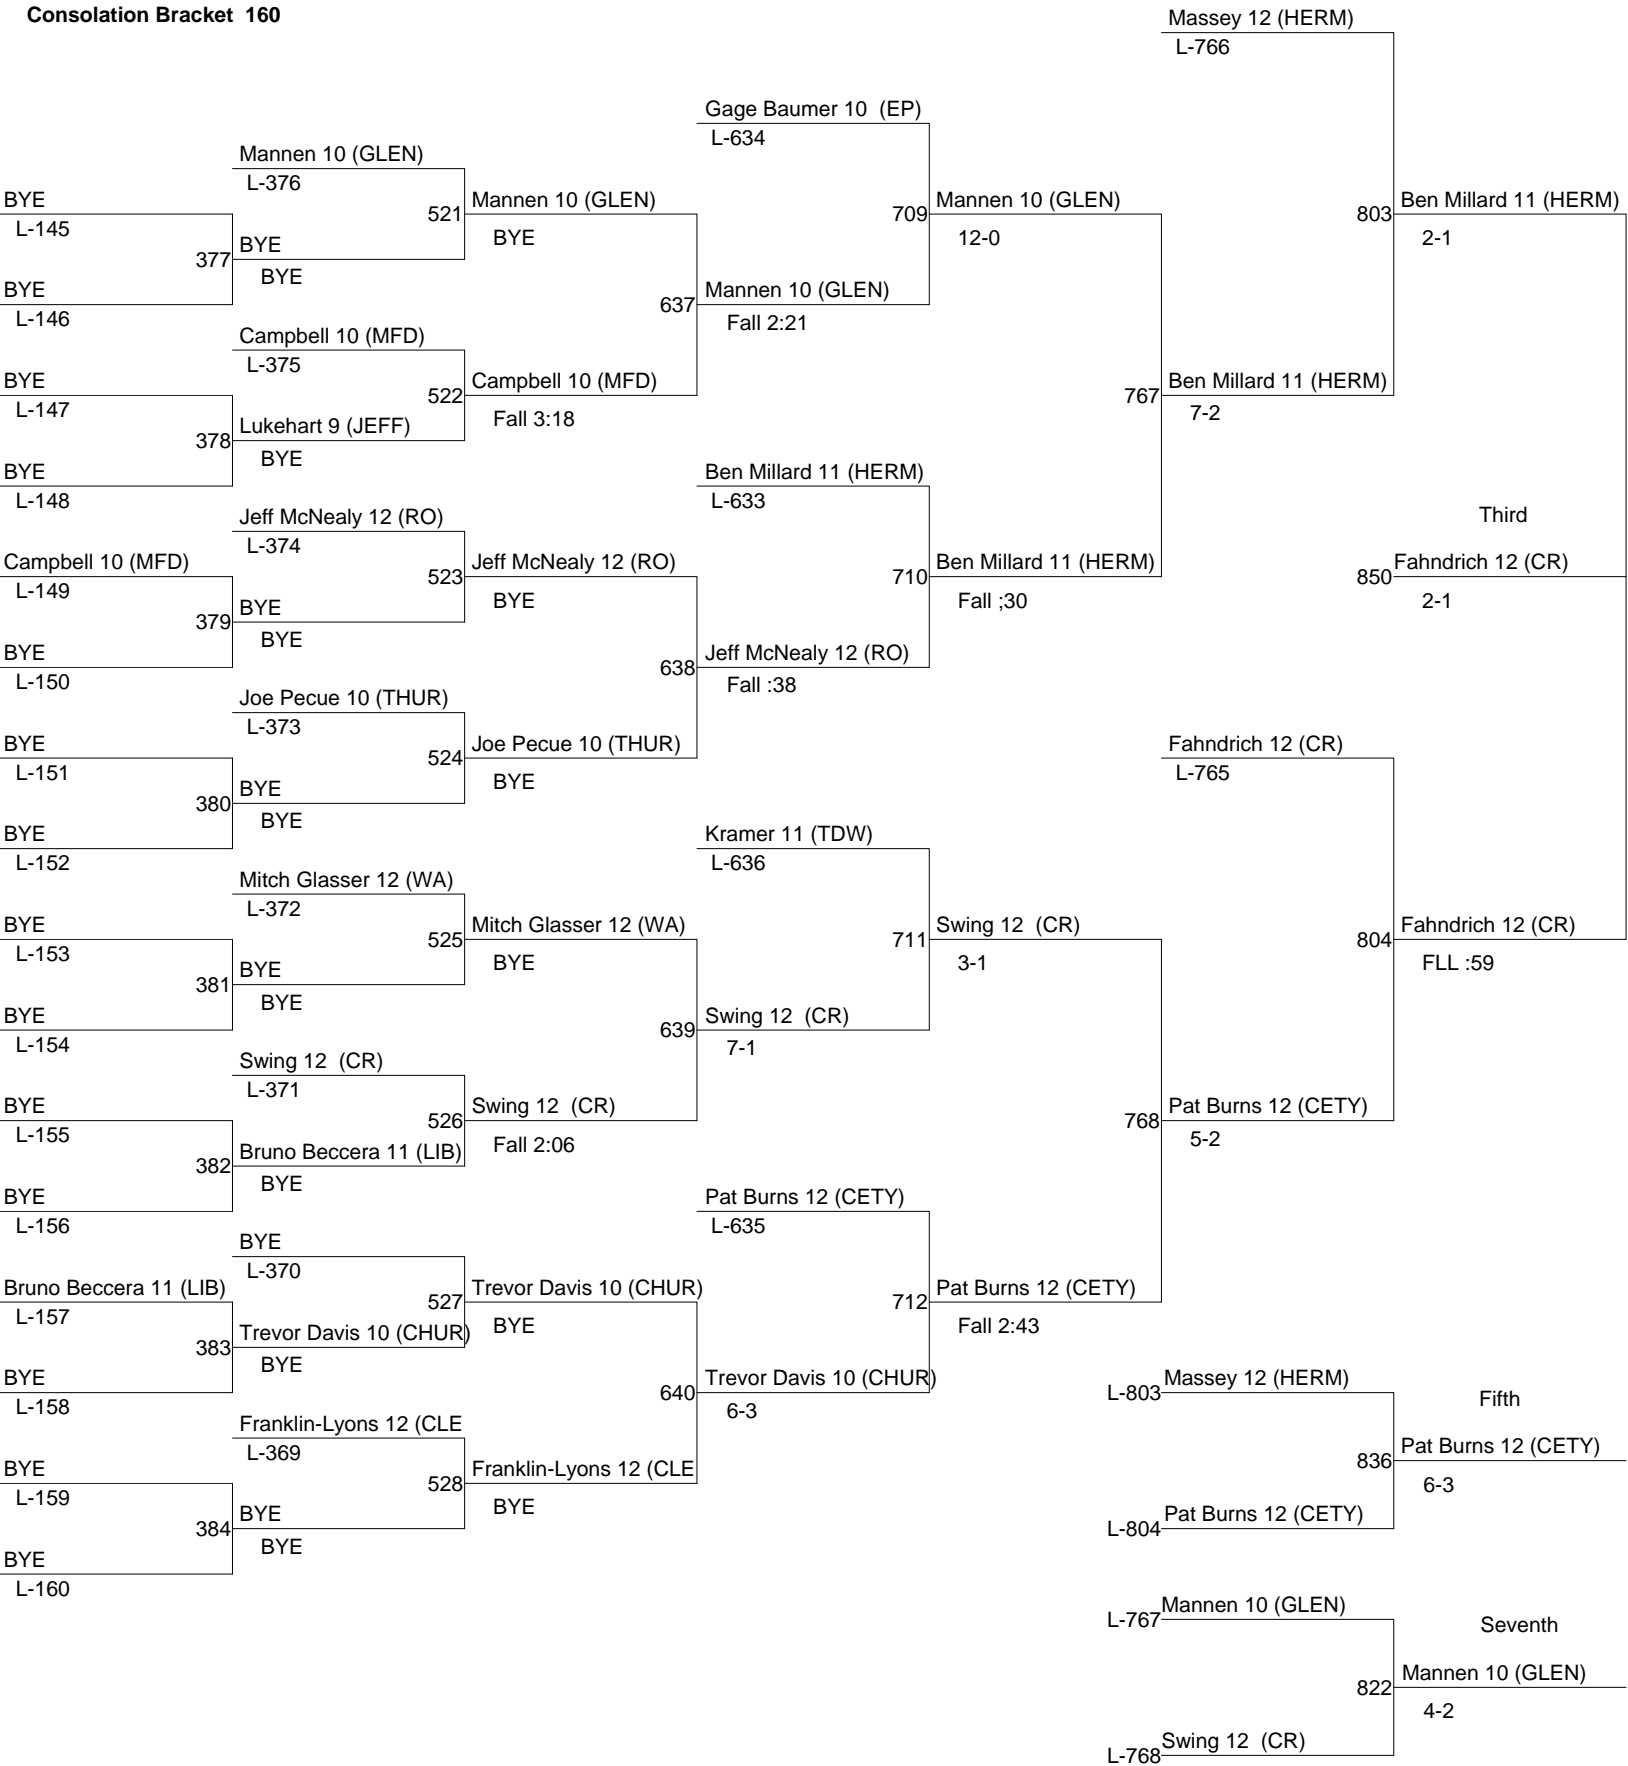 Consolation Bracket 160
BYE
L-145
BYE
L-146
BYE
L-147
BYE
L-148
Campbell 10 (MFD)
L-149
BYE
L-150
BYE
L-151
BYE
L-152
BYE
L-153
BYE
L-154
BYE
L-155
BYE
L-156
Bruno Beccera 11 (LIB)
L-157
BYE
L-158
BYE
L-159
BYE
L-160
Mannen 10 (GLEN)
L-376
377
BYE
BYE
Campbell 10 (MFD)
L-375
378
Lukehart 9 (JEFF)
BYE
Jeff McNealy 12 (RO)
L-374
379
BYE
BYE
Joe Pecue 10 (THUR)
L-373
380
BYE
BYE
Mitch Glasser 12 (WA)
L-372
381
BYE
BYE
Swing 12 (CR)
L-371
382
Bruno Beccera 11 (LIB)
BYE
BYE
L-370
383
Trevor Davis 10 (CHUR)
BYE
Franklin-Lyons 12 (CLE
L-369
384
BYE
BYE
521
Mannen 10 (GLEN)
BYE
522
Campbell 10 (MFD)
Fall 3:18
523
Jeff McNealy 12 (RO)
BYE
524
Joe Pecue 10 (THUR)
BYE
525
Mitch Glasser 12 (WA)
BYE
526
Swing 12 (CR)
Fall 2:06
527
Trevor Davis 10 (CHUR)
BYE
528
Franklin-Lyons 12 (CLE
BYE
Gage Baumer 10 (EP)
L-634
637
Mannen 10 (GLEN)
Fall 2:21
Ben Millard 11 (HERM)
L-633
638
Jeff McNealy 12 (RO)
Fall :38
Kramer 11 (TDW)
L-636
639
Swing 12 (CR)
7-1
Pat Burns 12 (CETY)
L-635
640
Trevor Davis 10 (CHUR)
6-3
709
Mannen 10 (GLEN)
12-0
710
Ben Millard 11 (HERM)
Fall ;30
711
Swing 12 (CR)
3-1
712
Pat Burns 12 (CETY)
Fall 2:43
Massey 12 (HERM)
L-766
767
Ben Millard 11 (HERM)
7-2
Fahndrich 12 (CR)
L-765
768
Pat Burns 12 (CETY)
5-2
803
Ben Millard 11 (HERM)
2-1
Third
850
Fahndrich 12 (CR)
2-1
804
Fahndrich 12 (CR)
FLL :59
L-803
Massey 12 (HERM)
Fifth
836
Pat Burns 12 (CETY)
6-3
L-804
Pat Burns 12 (CETY)
L-767
Mannen 10 (GLEN)
Seventh
822
Mannen 10 (GLEN)
4-2
L-768
Swing 12 (CR)